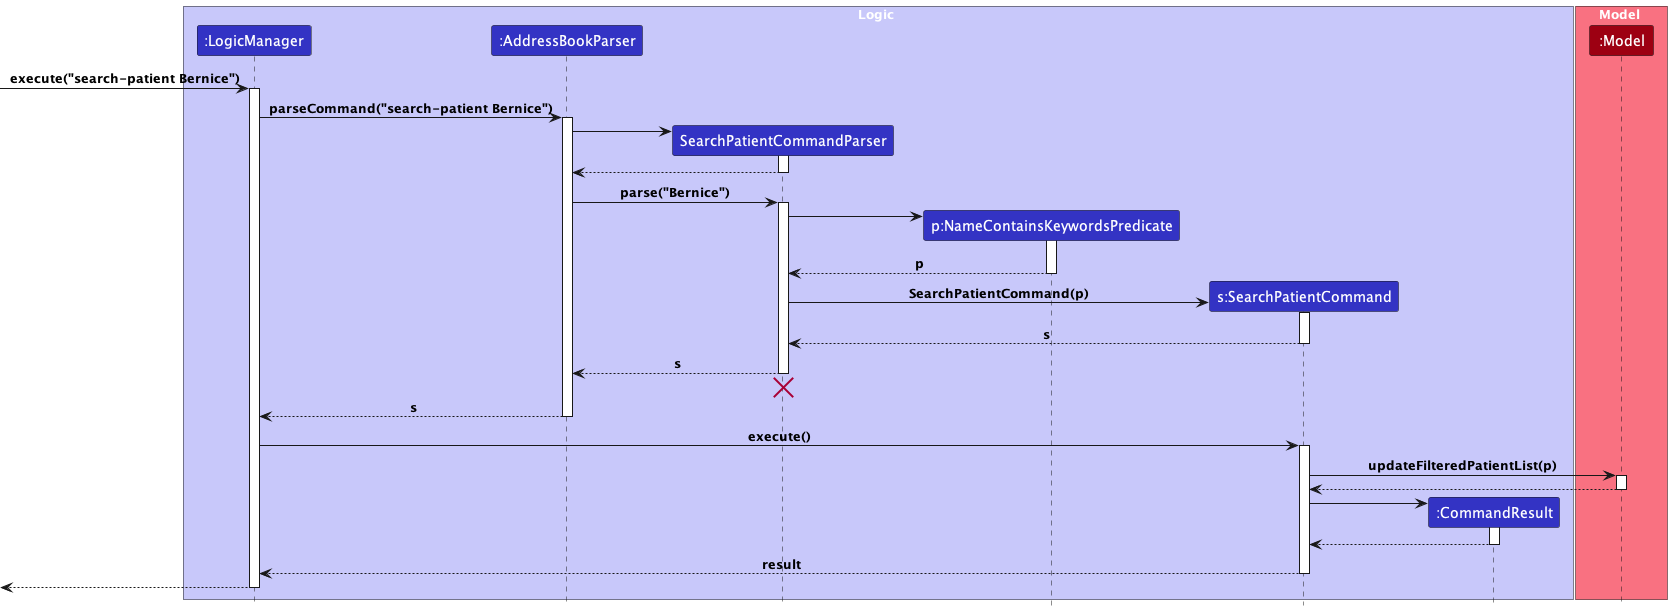 Logic
Model
:LogicManager
:AddressBookParser
:Model
execute("search-patient Bernice")
parseCommand("search-patient Bernice")
SearchPatientCommandParser
parse("Bernice")
p:NameContainsKeywordsPredicate
p
SearchPatientCommand(p)
s:SearchPatientCommand
s
s
s
execute()
updateFilteredPatientList(p)
:CommandResult
result